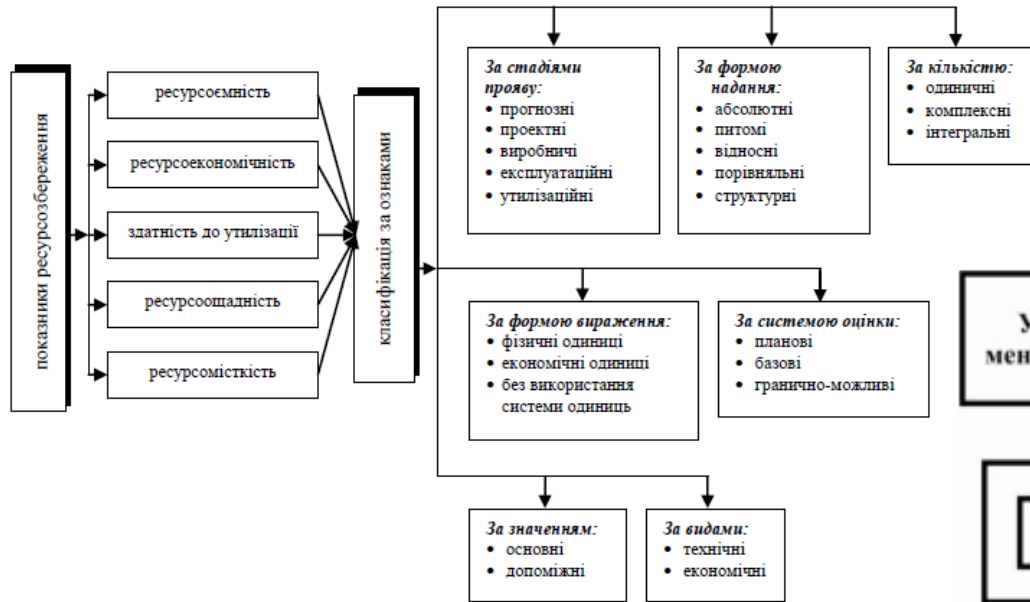 показники ресурсозбереження
ресурсоємність
ресурсоекономічність
здатність до утилізації
ресурсоощадність
ресурсомісткість
класифікація за ознаками
За стадіями
прояву:
• прогнозні
• проектні
• виробничі
• експлуатаційні
• утилізаційні
За формою
надання:
• абсолютні
• питомі
• відносні
• порівняльні
• структурні
За кількістю:
• одиничні
• комплексні
• інтегральні
За формою вираження:
• фізичні одиниці
• економічні одиниці
• без використання
системи одиниць
За системою оцінки:
• планові
• базові
• гранично-можливі
За значенням:
• основні
• допоміжні
За видами:
• технічні
• економічні